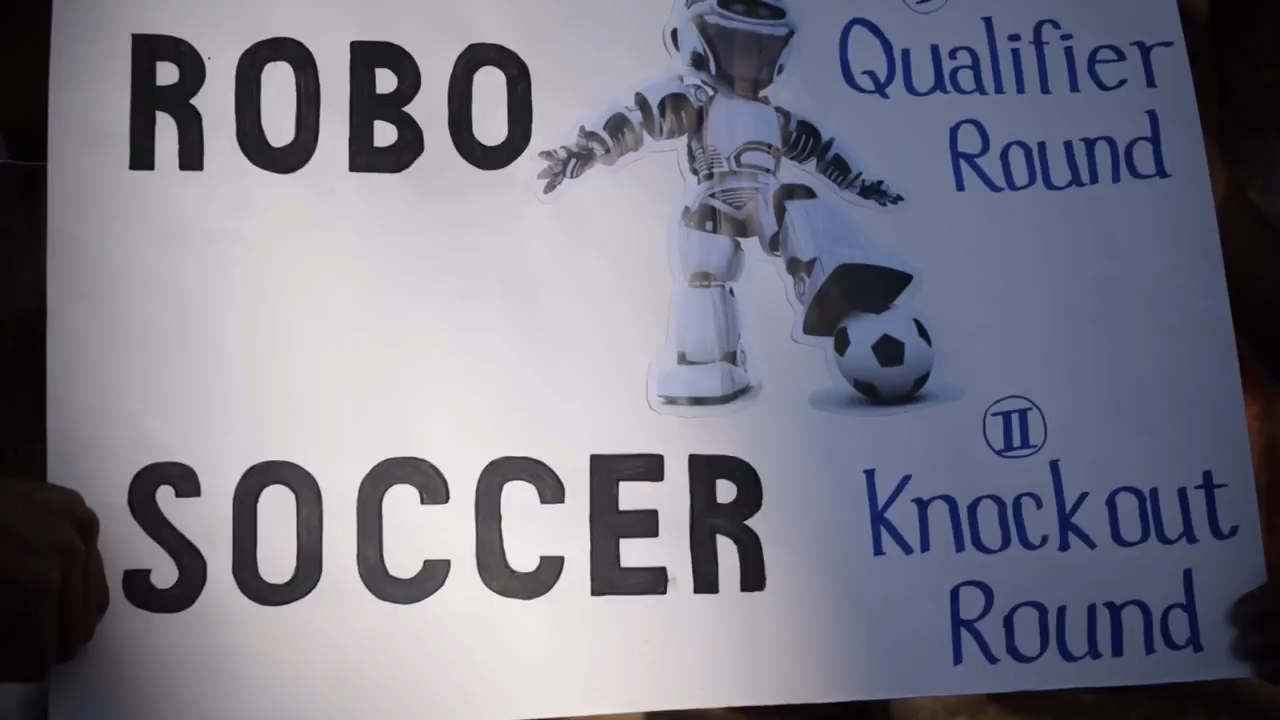 ROBO
SOCCER
Qualifier
Round
II
Knockout
Round